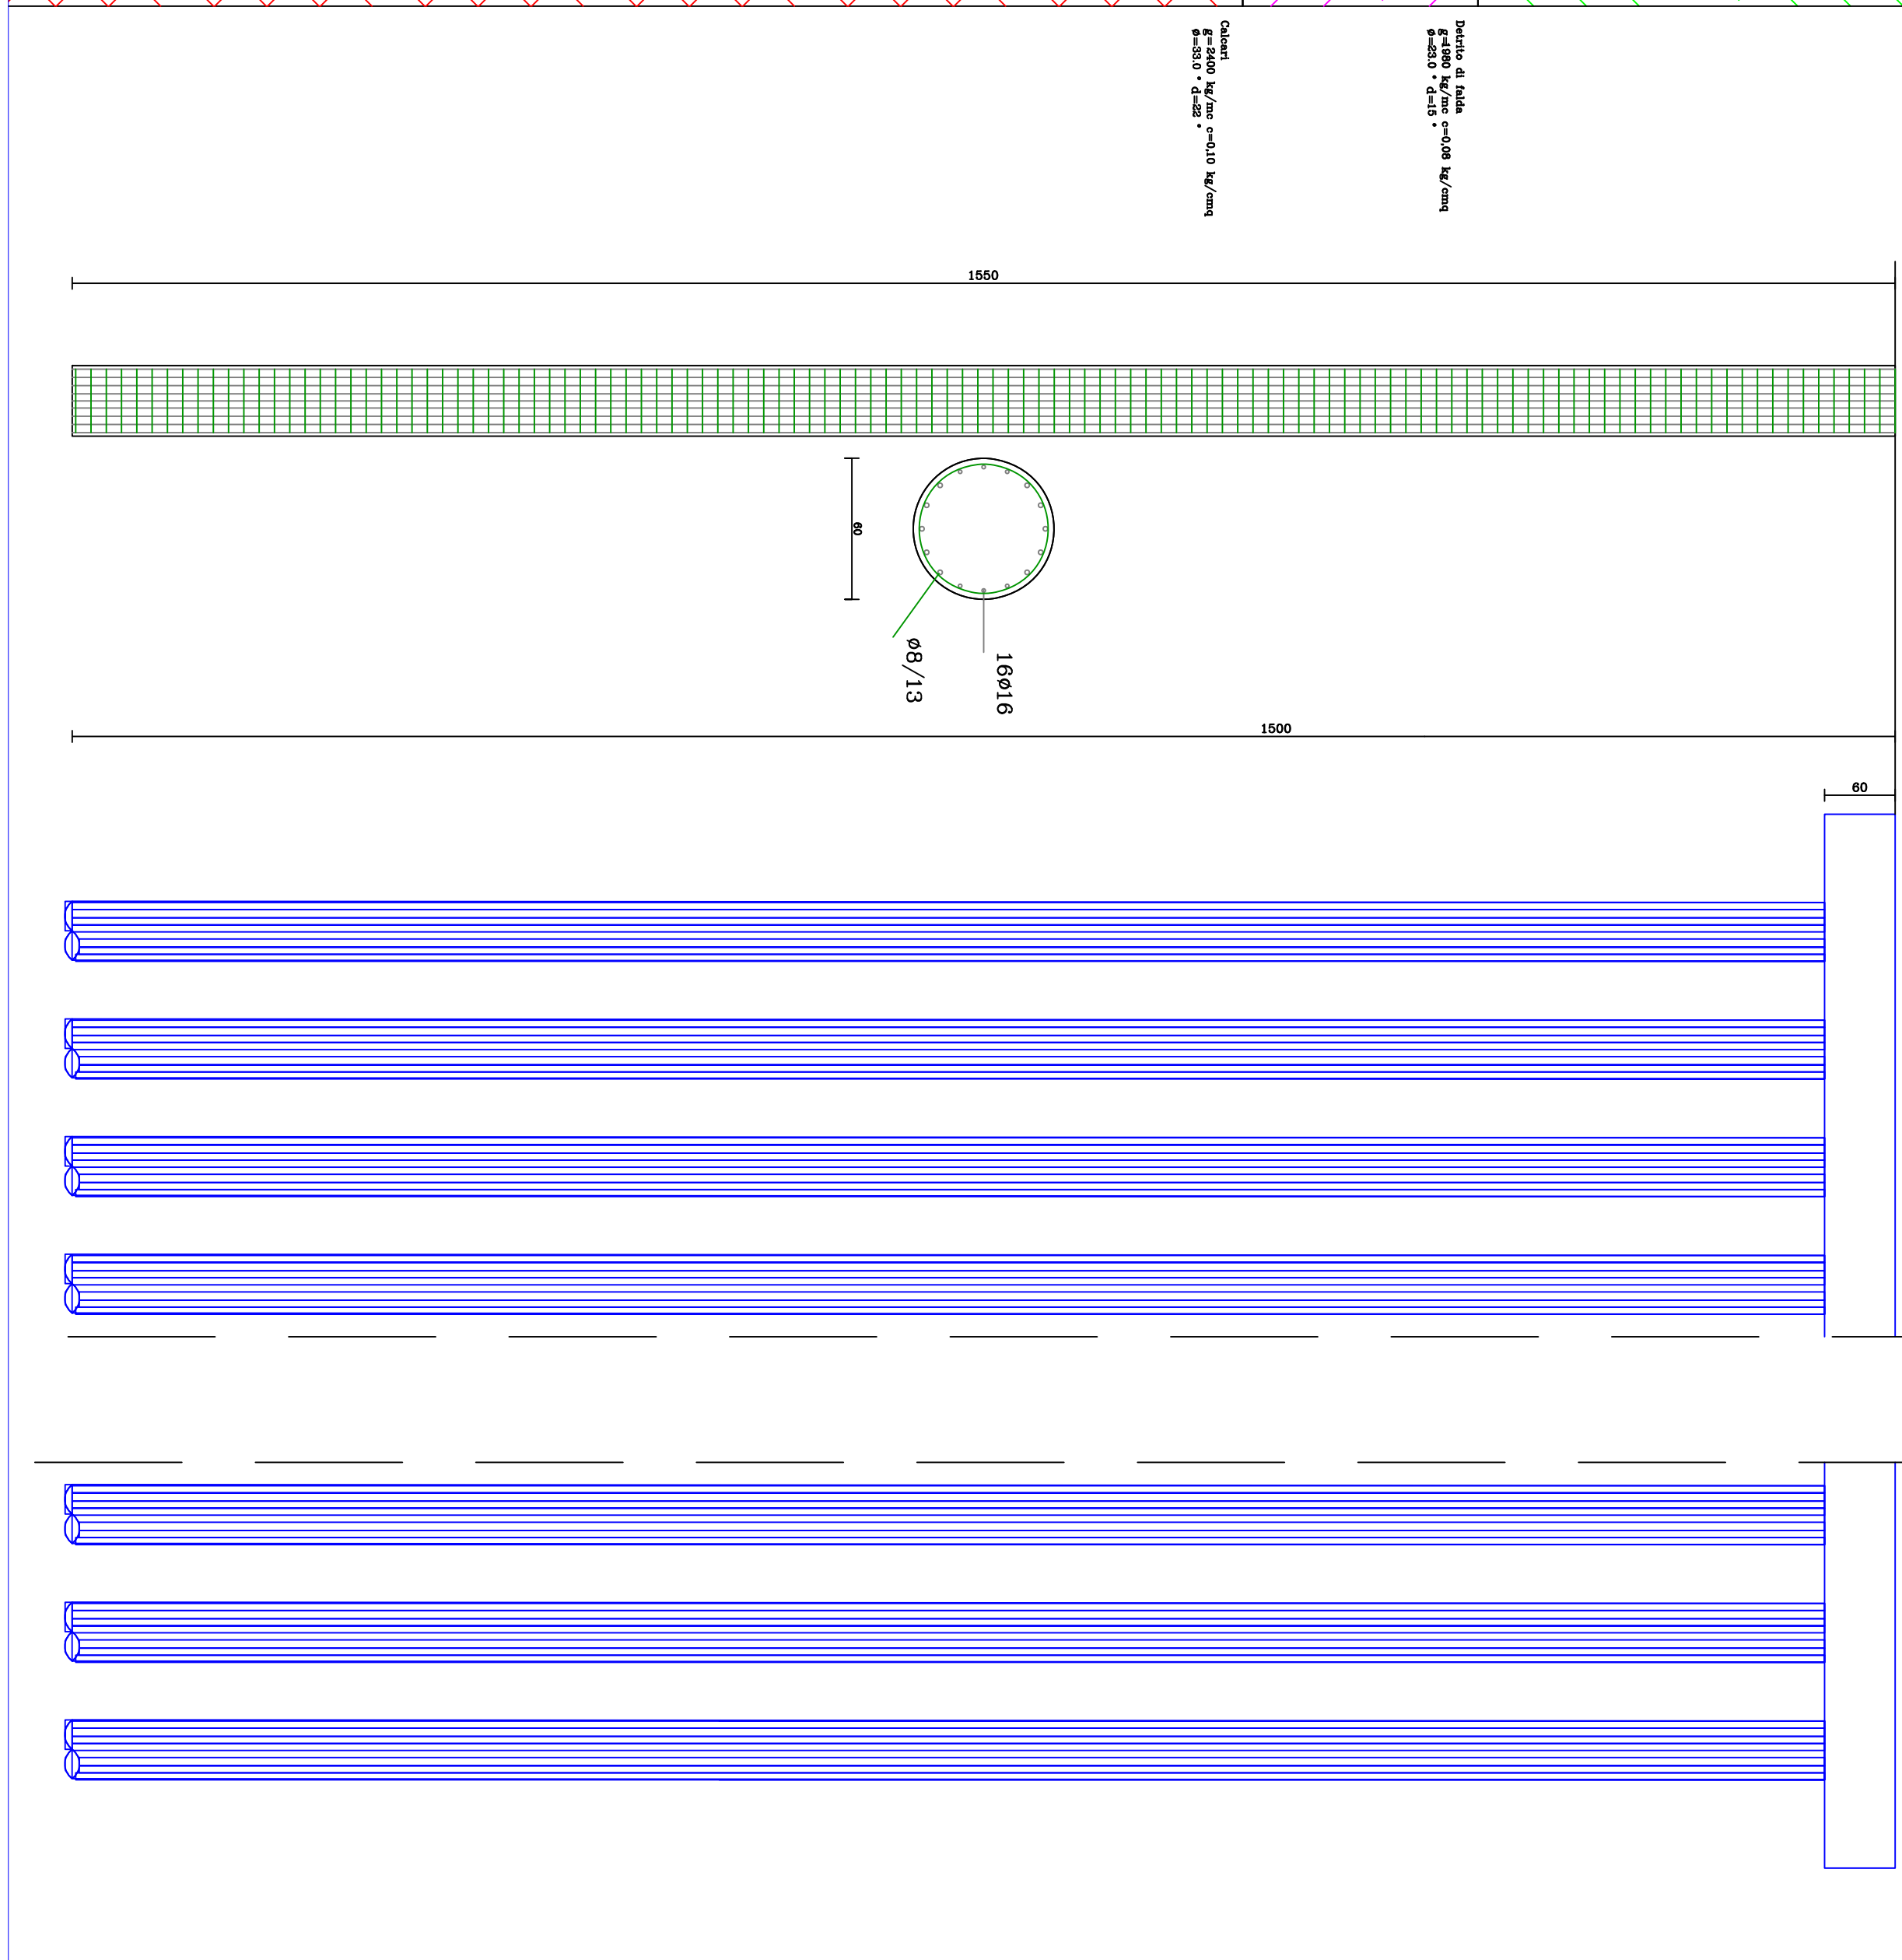 Detrito di falda
g=1980 kg/mc c=0,08 kg/cmq
ø=23.0 ° d=15 °
Calcari
g=2400 kg/mc c=0,10 kg/cmq
ø=33.0 ° d=22 °
1550
60
ø8/13
16ø16
1500
60